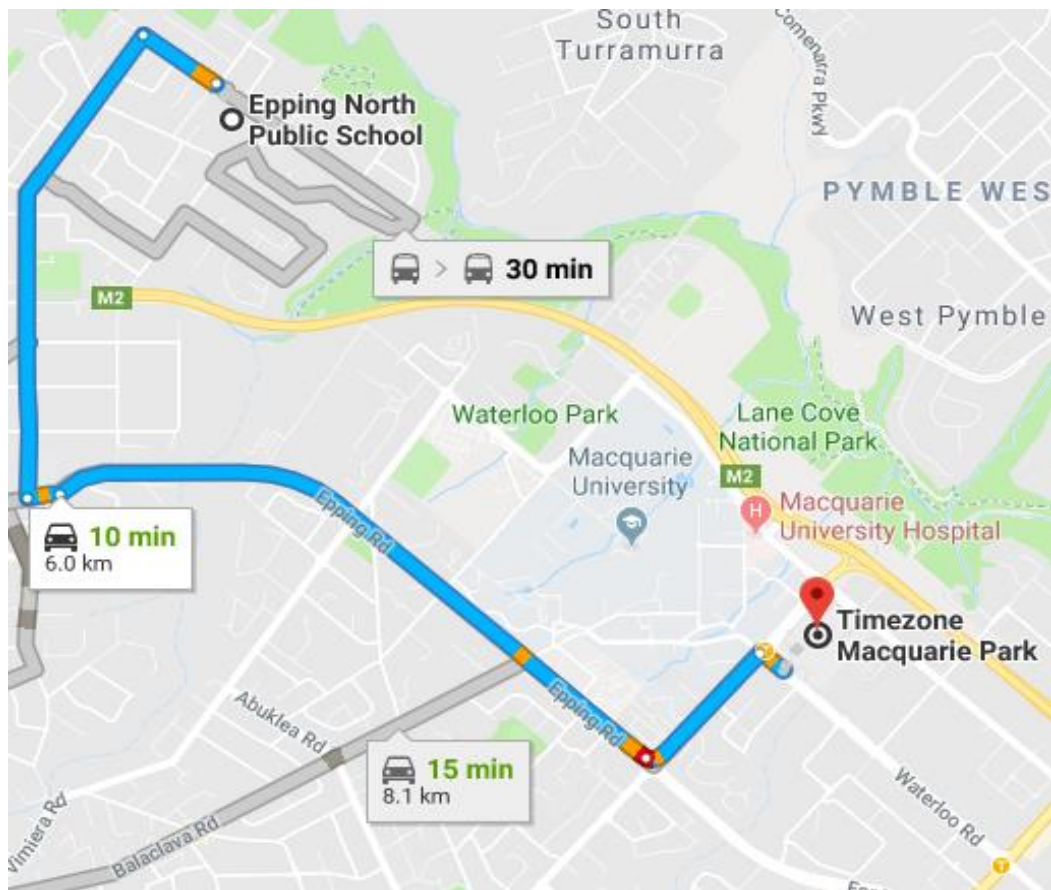 South
Turramurra
Comenarra Pkwy
Epping North
Public School
PYMBLE WES
> 30 min
M2
West Pymble
Waterloo Park
Lane Cove
National Park
Macquarie
University
M2
H
Macquarie
University Hospital
Epping Rd
10 min
6.0 km
Timezone
Macquarie Park
Epping Rd
Abuklea Rd
15 min
8.1 km
Waterloo Rd
Vimiera Rd
Balaclava Rd
T